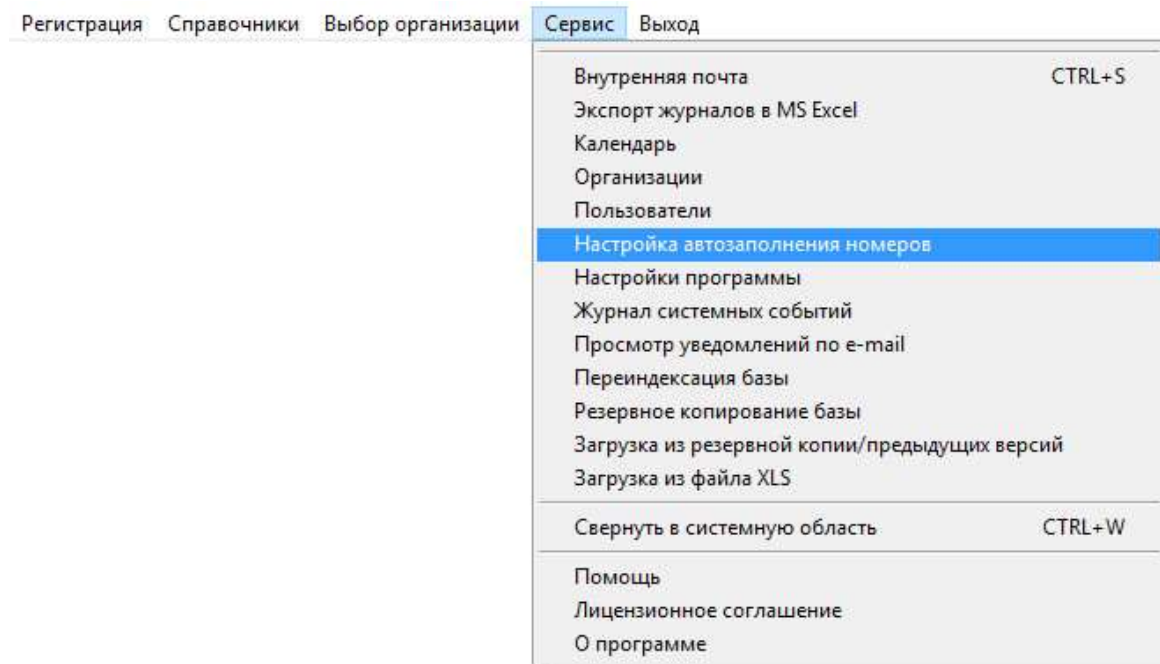 Регистрация Справочники Выбор организации Сервис Выход
Внутренняя почта CTRL+S
Экспорт журналов в MS Excel
Календарь
Организации
Пользователи
Настройка автозаполнения номеров
Настройки программы
Журнал системных событий
Просмотр уведомлений по e-mail
Переиндексация базы
Резервное копирование базы
Загрузка из резервной копии/предыдущих версий
Загрузка из файла XLS
Свернуть в системную область CTRL+W
Помощь
Лицензионное соглашение
О программе